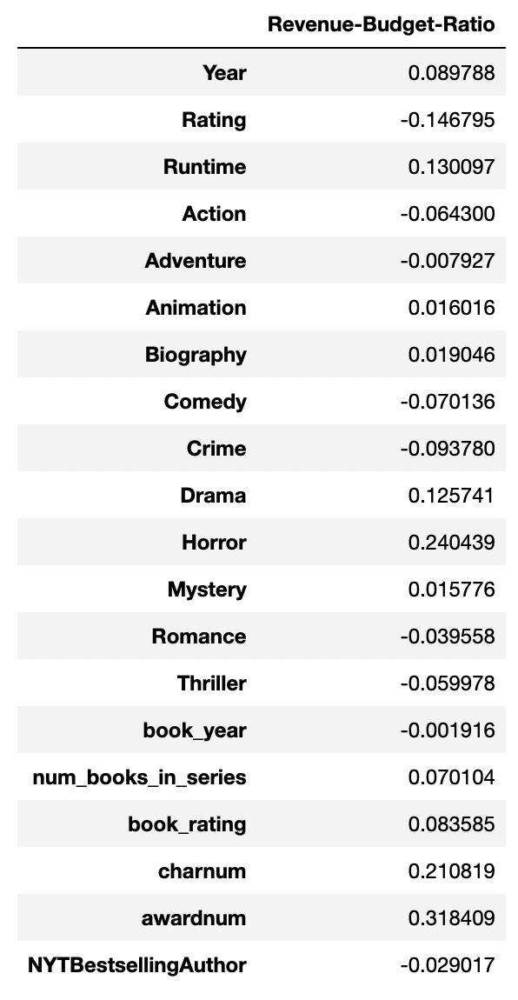 Revenue-Budget-Ratio
Year 0.089788
Rating -0.146795
Runtime 0.130097
Action -0.064300
Adventure -0.007927
Animation 0.016016
Biography 0.019046
Comedy -0.070136
Crime -0.093780
Drama 0.125741
Horror 0.240439
Mystery 0.015776
Romance -0.039558
Thriller -0.059978
book_year -0.001916
num_books_in_series 0.070104
book_rating 0.083585
charnum 0.210819
awardnum 0.318409
NYTBestsellingAuthor -0.029017